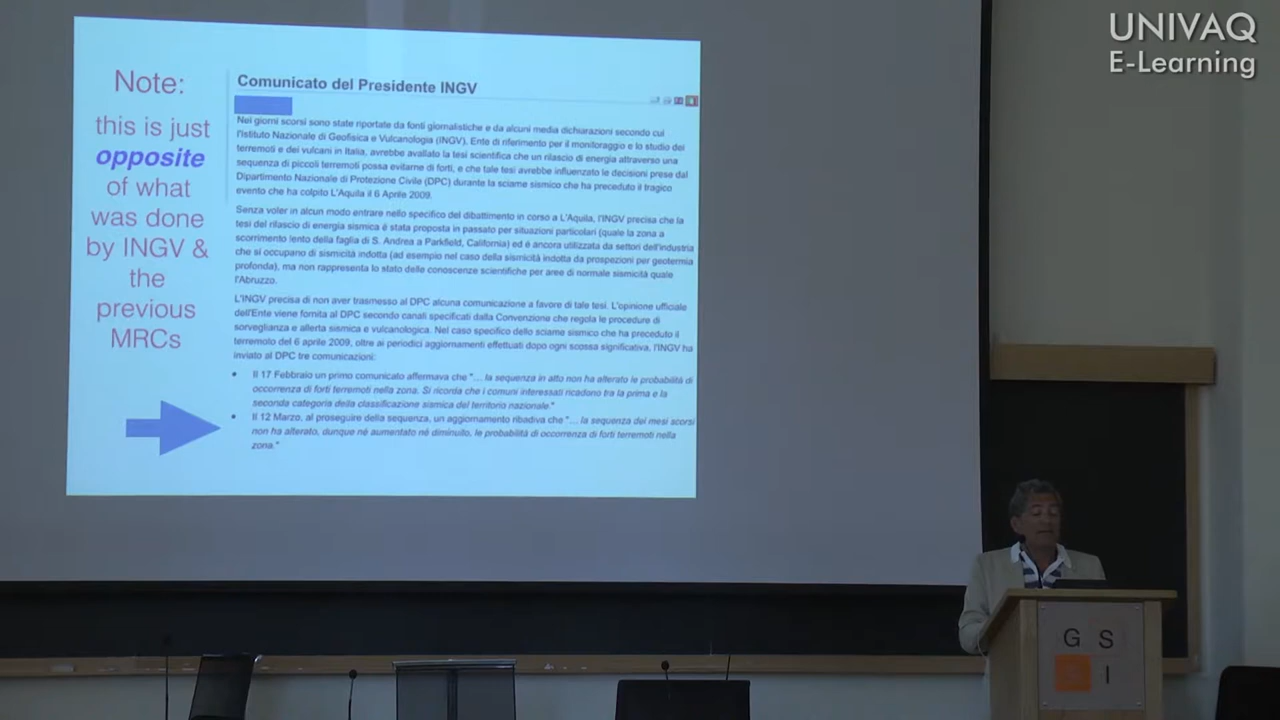 UNIVAQ
E-Learning
Note:
this is just
opposite
of what
was done
by INGV &
the
previous
MRCs
Comunicato del Presidente INGV
Nei giorni scorsi sono state riportate da fonti giornalistiche e da alcuni media dichiarazioni secondo cui
l'Istituto Nazionale di Geofisica e Vulcanologia (INGV), Ente di riferimento per il monitoraggio e lo studio dei
terremoti e dei vulcani in Italia, avrebbe avallato la tesi scientifica che un rilascio di energia attraverso una
sequenza di piccoli terremoti possa evitarne di forti, e che tale tesi avrebbe influenzato le decisioni prese dal
Dipartimento Nazionale di Protezione Civile (DPC) durante la sciame sismico che ha preceduto il tragico
evento che ha colpito L'Aquila il 6 Aprile 2009.
Senza voler in alcun modo entrare nello specifico del dibattimento in corso a L'Aquila, l'INGV precisa che la
tesi del rilascio di energia sismica è stata proposta in passato per situazioni particolari (quale la zona a
scorrimento lento della faglia di S. Andrea a Parkfield, California) ed è ancora utilizzata da settori dell'industria
che si occupano di sismicità indotta (ad esempio nel caso della sismicità indotta da prospezioni per geotermia
profonda), ma non rappresenta lo stato delle conoscenze scientifiche per aree di normale sismicità quale
l'Abruzzo.
L'INGV precisa di non aver trasmesso al DPC alcuna comunicazione a favore di tale tesi. L'opinione ufficiale
dell'Ente viene fornita al DPC secondo canali specificati dalla Convenzione che regola le procedure di
sorveglianza e allerta sismica e vulcanologica. Nel caso specifico dello sciame sismico che ha preceduto il
terremoto del 6 aprile 2009, oltre ai periodici aggiornamenti effettuati dopo ogni scossa significativa, l'INGV ha
inviato al DPC tre comunicazioni:
• Il 17 Febbraio un primo comunicato affermava che "... la sequenza in atto non ha alterato le probabilità di
occorrenza di forti terremoti nella zona. Si ricorda che i comuni interessati ricadono tra la prima e la
seconda categoria della classificazione sismica del territorio nazionale."
• Il 12 Marzo, al proseguire della sequenza, un aggiornamento ribadiva che "... la sequenza dei mesi scorsi
non ha alterato, dunque né aumentato né diminuito, le probabilità di occorrenza di forti terremoti nella
zona."
G S
I